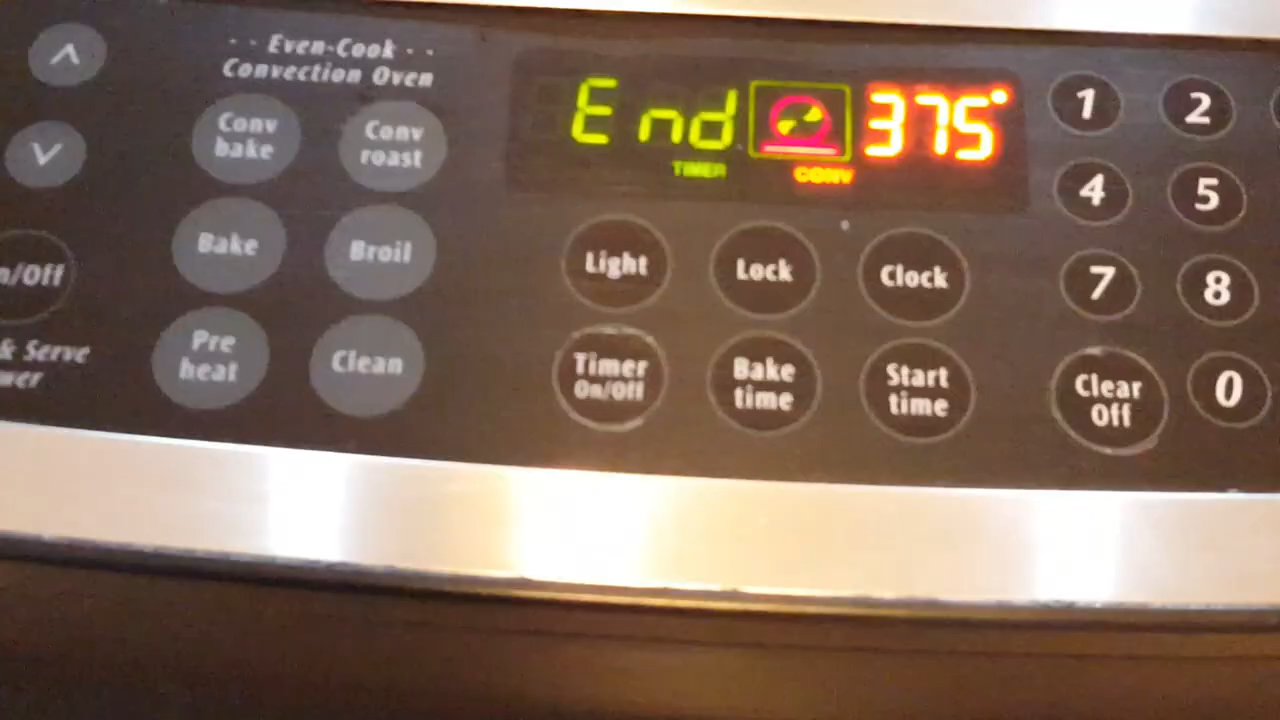 Even-Cook
Convection Oven
Conv
bake
Conv
roast
Bake
Broil
Pre
heat
Clean
n/Off
& Serve
End
TIMER
CONV
375°
Light
Lock
Clock
Timer
On/Off
Bake
time
Start
time
1
2
4
5
7
8
Clear
Off
0